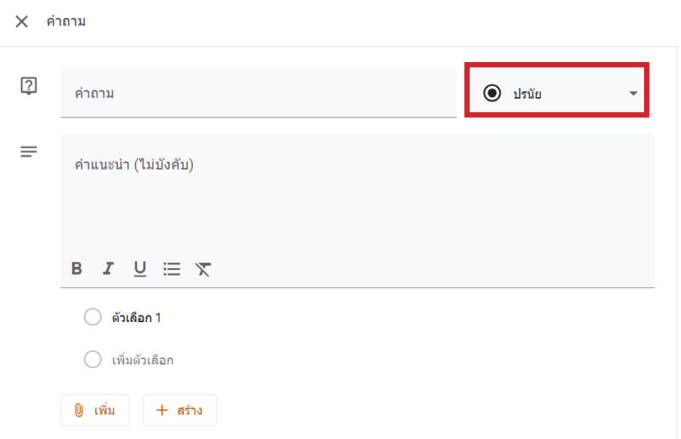 คำถาม
คำถาม
ปรนัย
คำแนะนำ (ไม่บังคับ)
B I U
ตัวเลือก 1
เพิ่มตัวเลือก
เพิ่ม
สร้าง